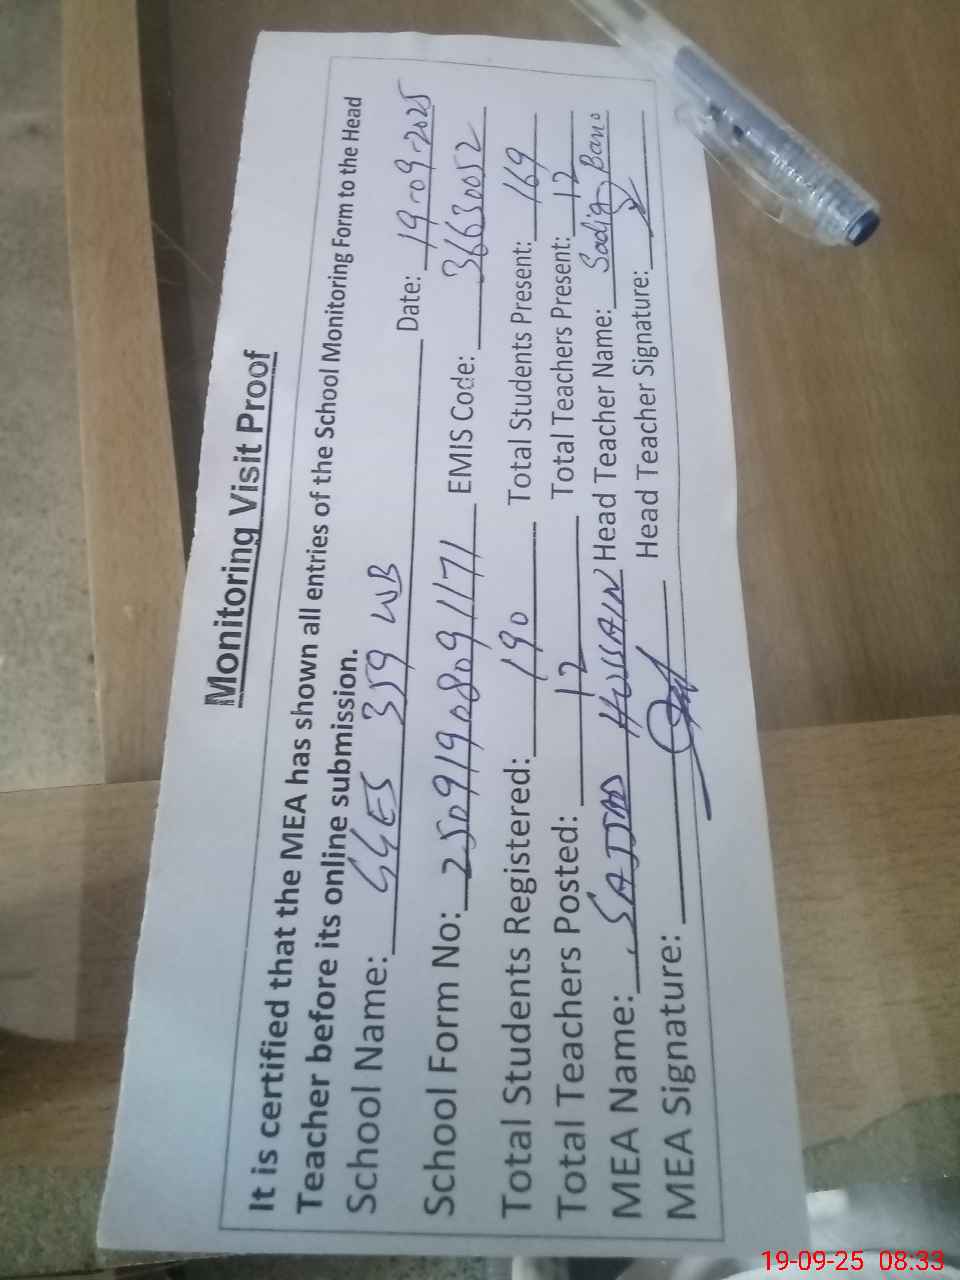 Monitoring Visit Proof
It is certified that the MEA has shown all entries of the School Monitoring Form to the Head
Teacher before its online submission.
School Name: GGES 359 WB Date: 19-09-2025
School Form No: 25091908091171 EMIS Code: 36630052
Total Students Registered: 190 Total Students Present: 169
Total Teachers Posted: 12 Total Teachers Present: 12
MEA Name: SAJJAD HUSSAIN Head Teacher Name: Sadiq Bano
MEA Signature: Head Teacher Signature:
19-09-25 08:33